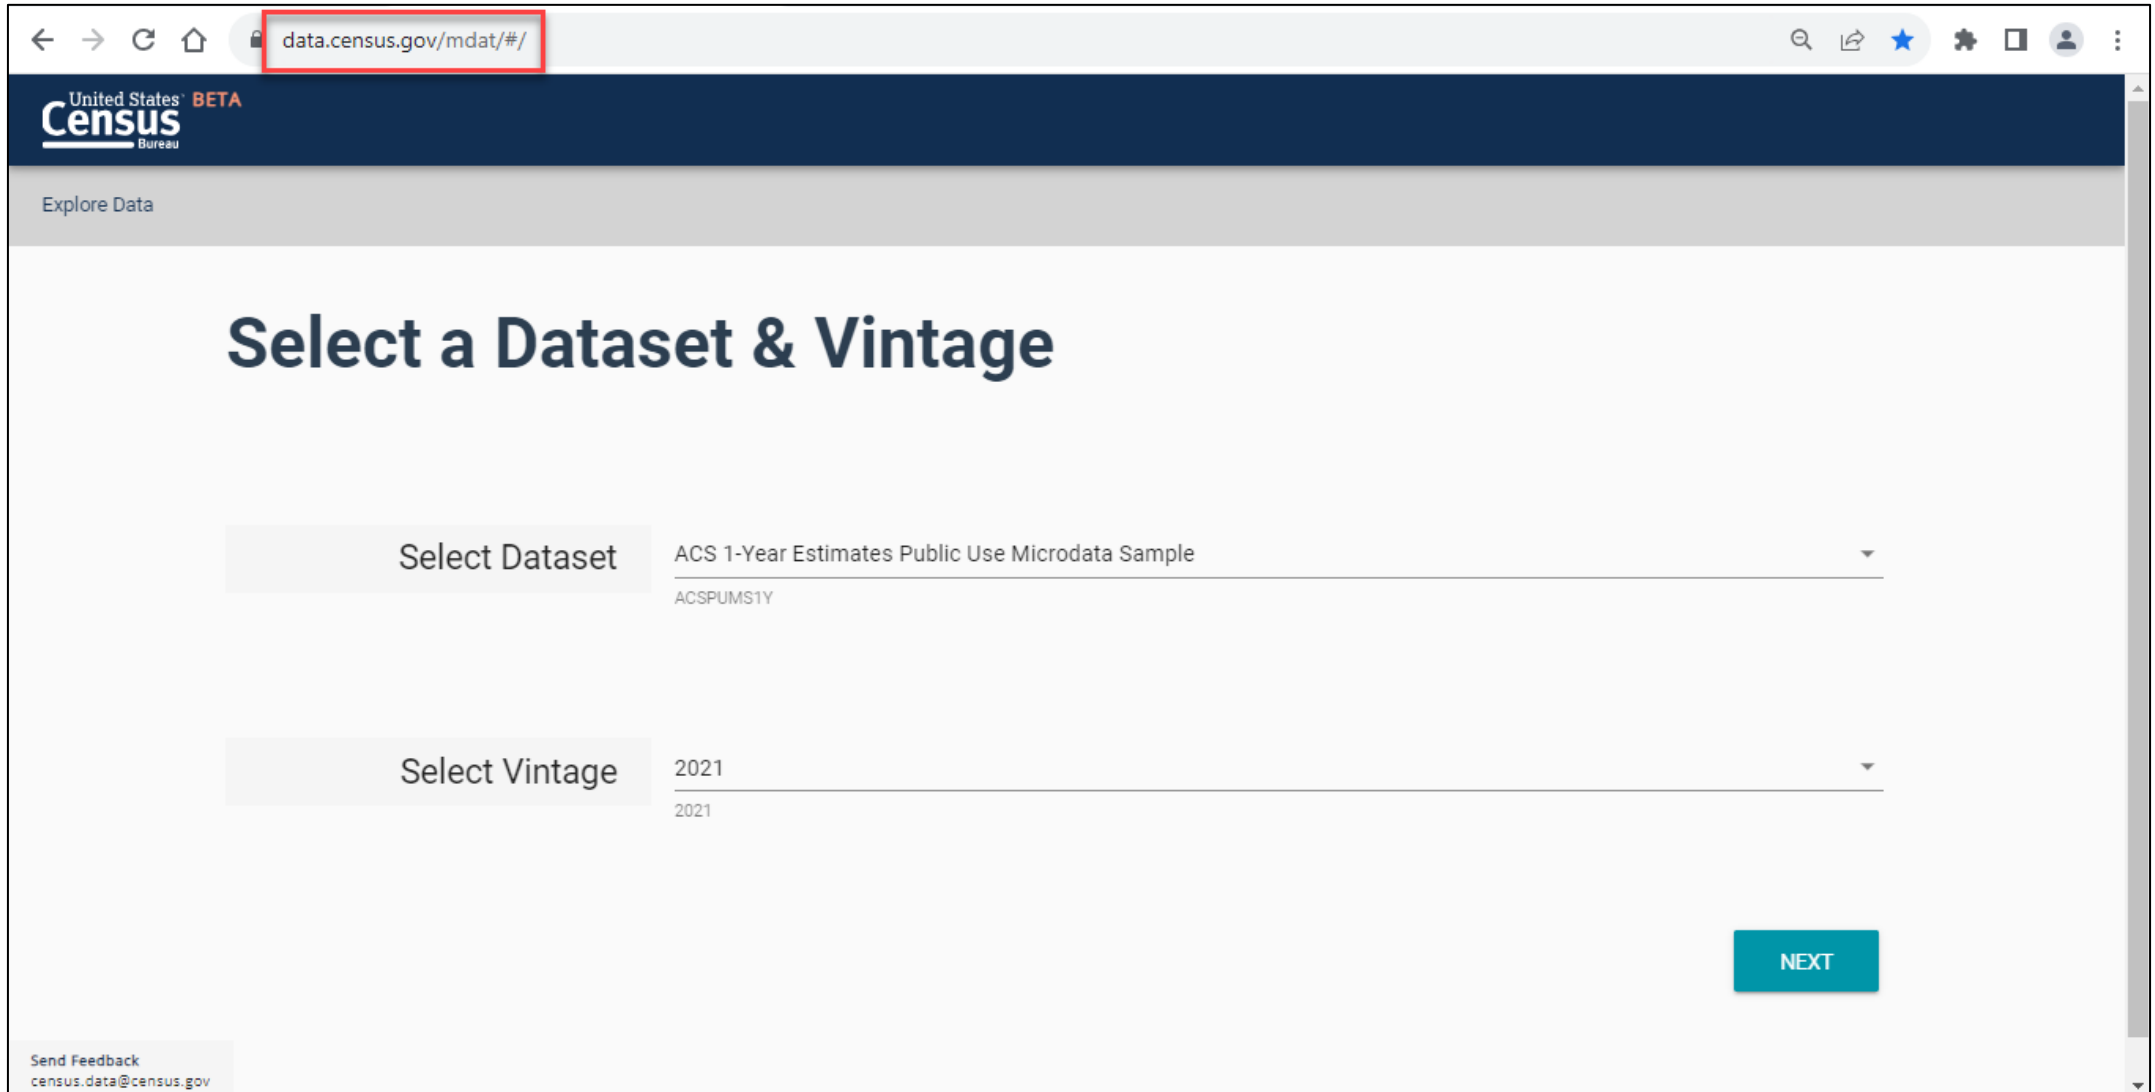 data.census.gov/mdat/#/
United States® BETA
Census
Bureau
Explore Data
Select a Dataset & Vintage
Select Dataset
ACS 1-Year Estimates Public Use Microdata Sample
ACSPUMS1Y
Select Vintage
2021
2021
NEXT
Send Feedback
census.data@census.gov